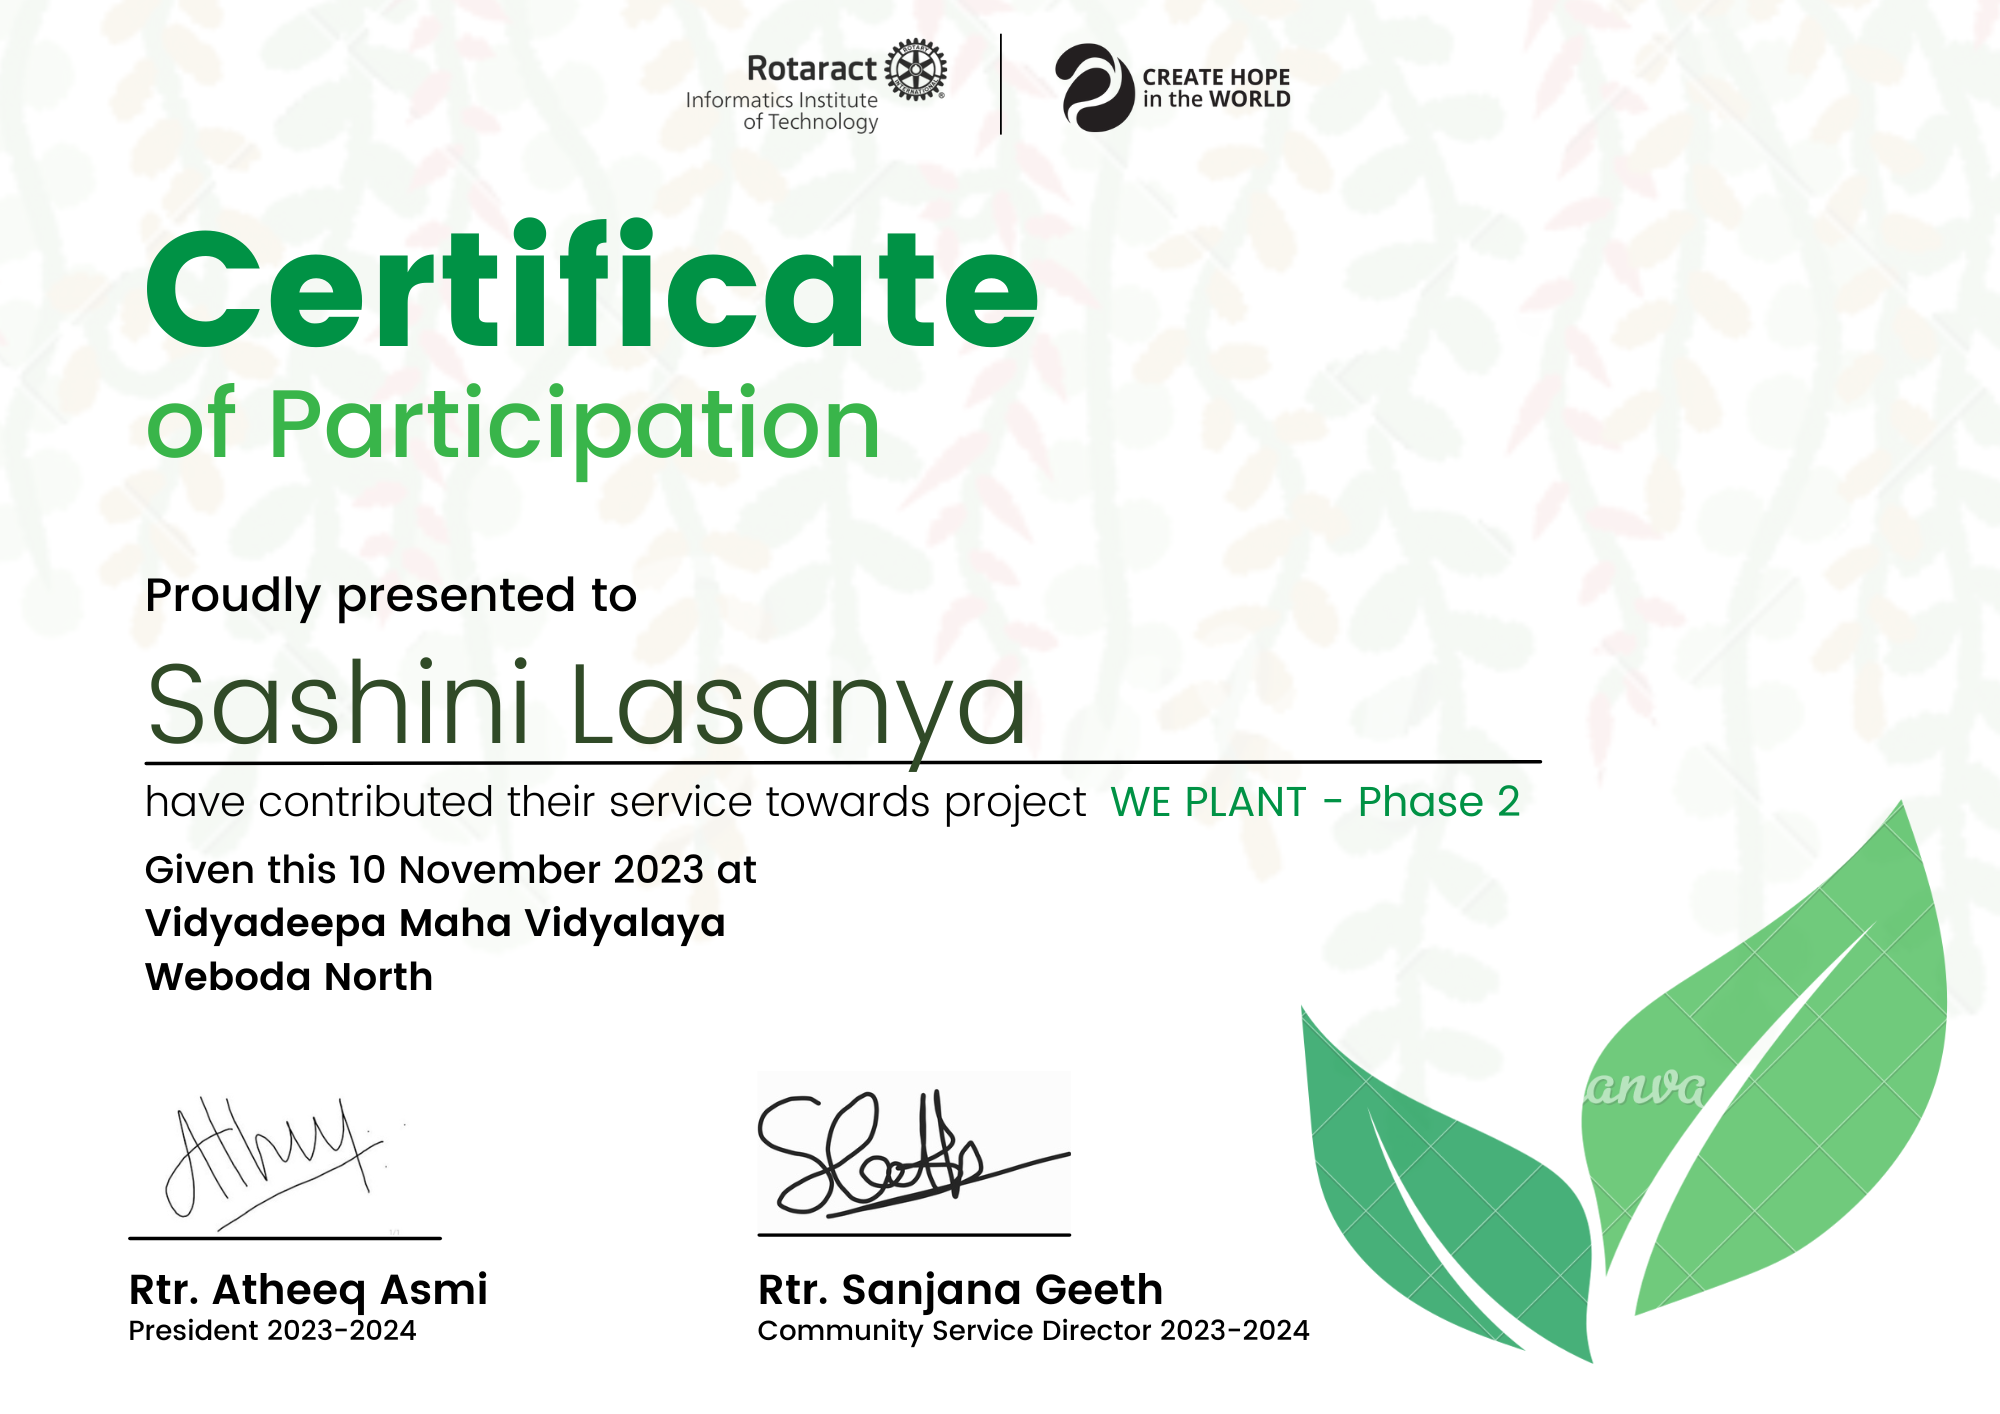 Rotaract
Informatics Institute
of Technology
ROTARY
INTERNATIONAL
CREATE HOPE
in the WORLD
Certificate
of Participation
Proudly presented to
Sashini Lasanya
have contributed their service towards project WE PLANT - Phase 2
Given this 10 November 2023 at
Vidyadeepa Maha Vidyalaya
Weboda North
anva
Rtr. Atheeq Asmi
President 2023-2024
Rtr. Sanjana Geeth
Community Service Director 2023-2024